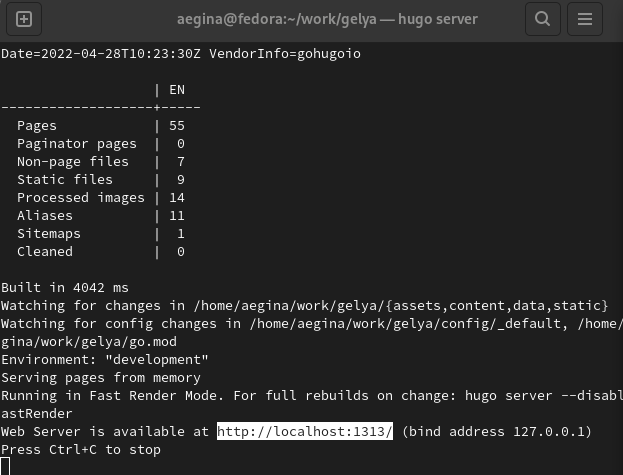 aegina@fedora:~/work/gelya — hugo server
Date=2022-04-28T10:23:30Z VendorInfo=gohugoio
                   | EN
-------------------+-----
  Pages            | 55
  Paginator pages  |  0
  Non-page files   |  7
  Static files     |  9
  Processed images | 14
  Aliases          | 11
  Sitemaps         |  1
  Cleaned          |  0
Built in 4042 ms
Watching for changes in /home/aegina/work/gelya/{assets,content,data,static}
Watching for config changes in /home/aegina/work/gelya/config/_default, /home/
gina/work/gelya/go.mod
Environment: "development"
Serving pages from memory
Running in Fast Render Mode. For full rebuilds on change: hugo server --disabl
astRender
Web Server is available at http://localhost:1313/ (bind address 127.0.0.1)
Press Ctrl+C to stop